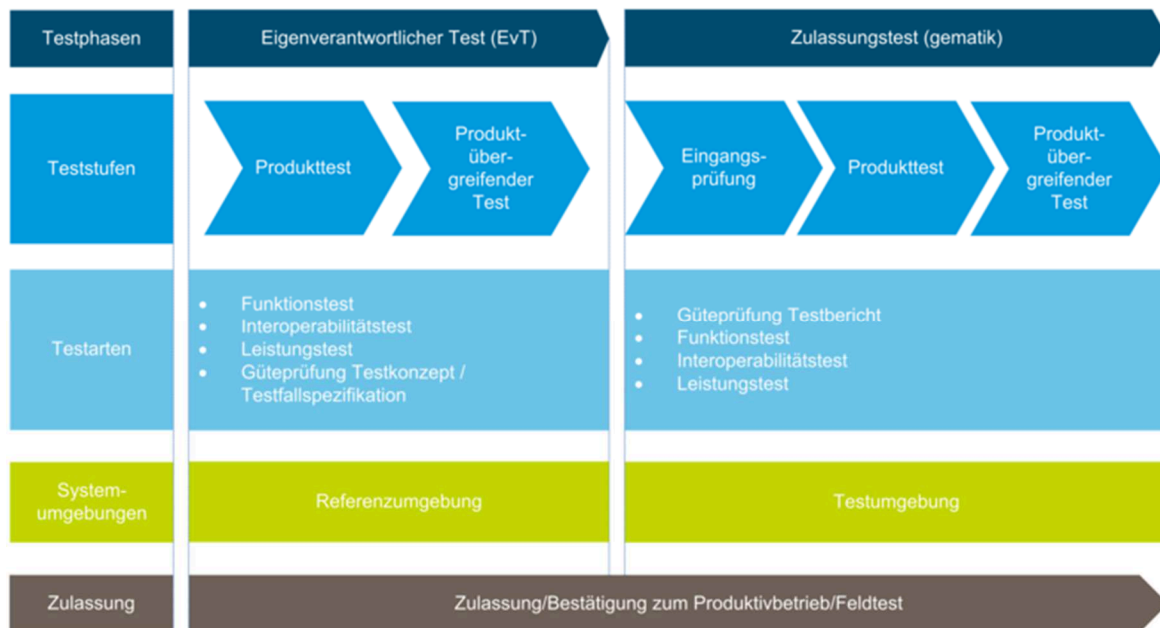 Testphasen
Eigenverantwortlicher Test (EvT)
Zulassungstest (gematik)
Teststufen
Produkttest
Produkt-
über-
greifender
Test
Eingangs-
prüfung
Produkttest
Produkt-
über-
greifender
Test
Testarten
• Funktionstest
• Interoperabilitätstest
• Leistungstest
• Güteprüfung Testkonzept /
Testfallspezifikation
• Güteprüfung Testbericht
• Funktionstest
• Interoperabilitätstest
• Leistungstest
System-
umgebungen
Referenzumgebung
Testumgebung
Zulassung
Zulassung/Bestätigung zum Produktivbetrieb/Feldtest